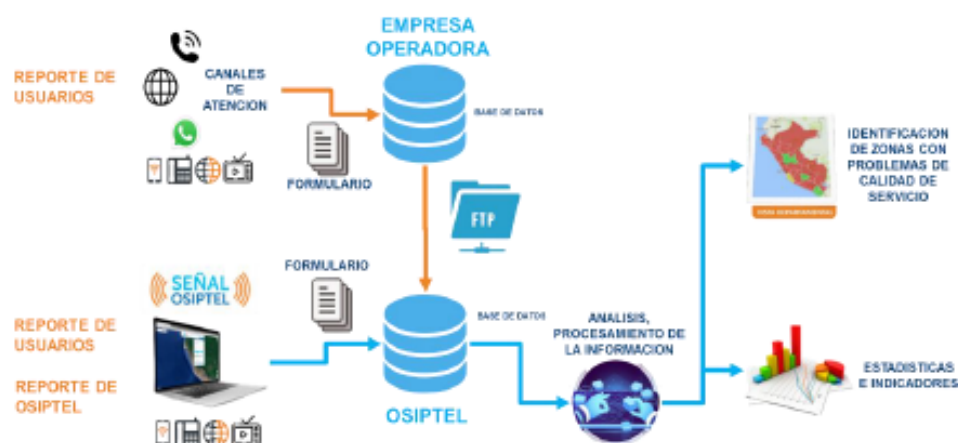 EMPRESA
OPERADORA
REPORTE DE
USUARIOS
CANALES
DE
ATENCION
BASE DE DATOS
FORMULARIO
IDENTIFICACION
DE ZONAS CON
PROBLEMAS DE
CALIDAD DE
SERVICIO
FTP
FORMULARIO
SEÑAL
OSIPTEL
REPORTE DE
USUARIOS
REPORTE DE
OSIPTEL
BASE DE DATOS
OSIPTEL
ANALISIS,
PROCESAMIENTO DE
LA INFORMACION
ESTADISTICAS
E INDICADORES